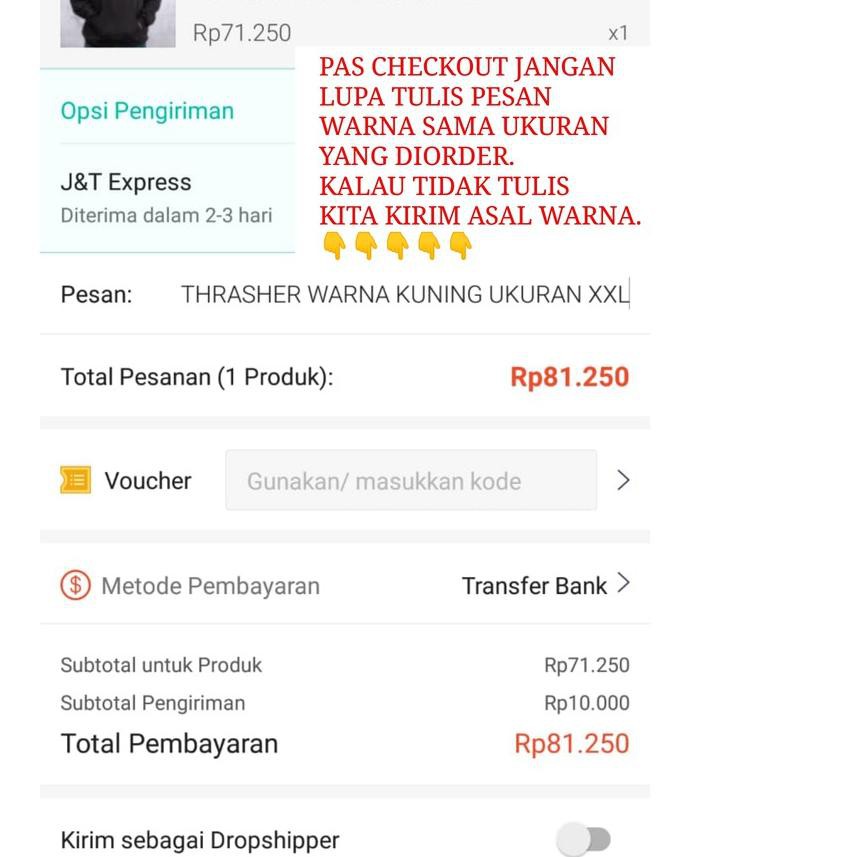 Rp71.250 x1
PAS CHECKOUT JANGAN
LUPA TULIS PESAN
WARNA SAMA UKURAN
YANG DIORDER.
KALAU TIDAK TULIS
KITA KIRIM ASAL WARNA.
👇👇👇👇👇
Opsi Pengiriman
J&T Express
Diterima dalam 2-3 hari
Pesan: THRASHER WARNA KUNING UKURAN XXL
Total Pesanan (1 Produk): Rp81.250
Voucher Gunakan/ masukkan kode
Metode Pembayaran Transfer Bank
Subtotal untuk Produk Rp71.250
Subtotal Pengiriman Rp10.000
Total Pembayaran Rp81.250
Kirim sebagai Dropshipper